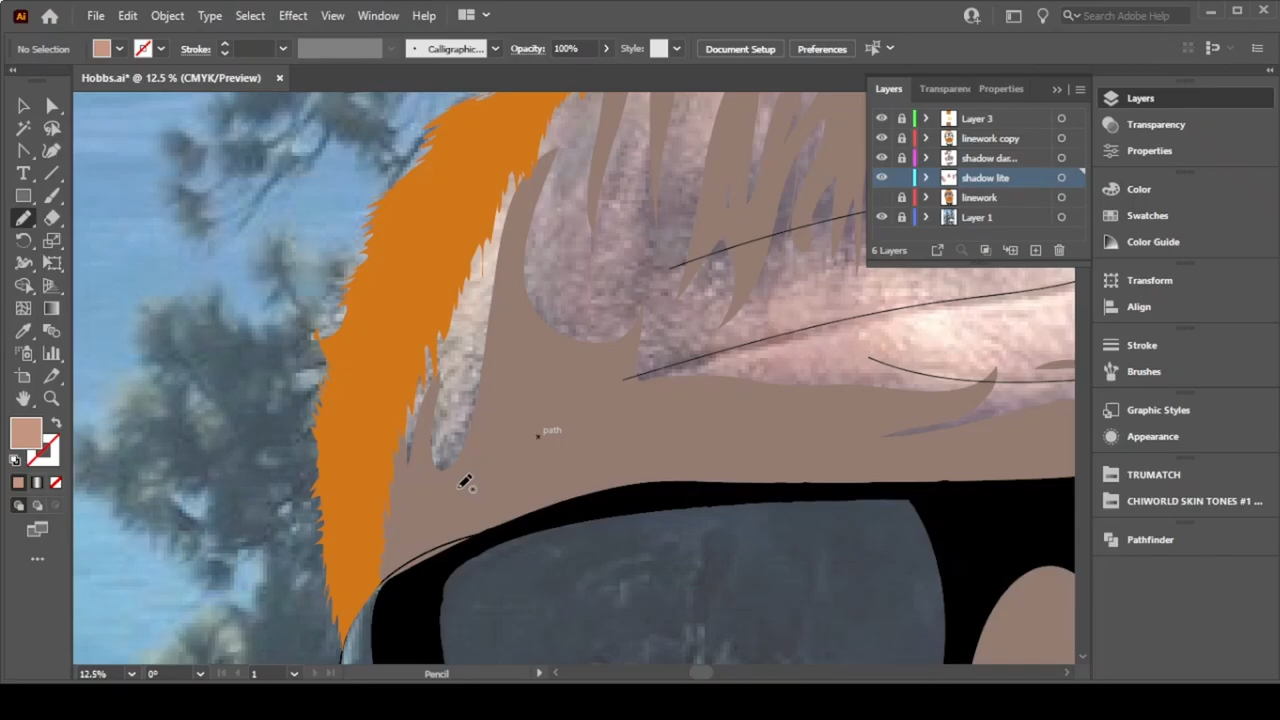 Ai File Edit Object Type Select Effect View Window Help Search Adobe Help
No Selection Stroke: Calligraphic... Opacity: 100% Style: Document Setup Preferences
Hobbs.ai* @ 12.5 % (CMYK/Preview)
Layers Transparenc Properties
Layer 3
linework copy
shadow dar...
shadow lite
linework
Layer 1
6 Layers
Layers
Transparency
Properties
Color
Swatches
Color Guide
Transform
Align
Stroke
Brushes
Graphic Styles
Appearance
TRUMATCH
CHIWORLD SKIN TONES #1 ...
Pathfinder
path
12.5% 0° 1 Pencil